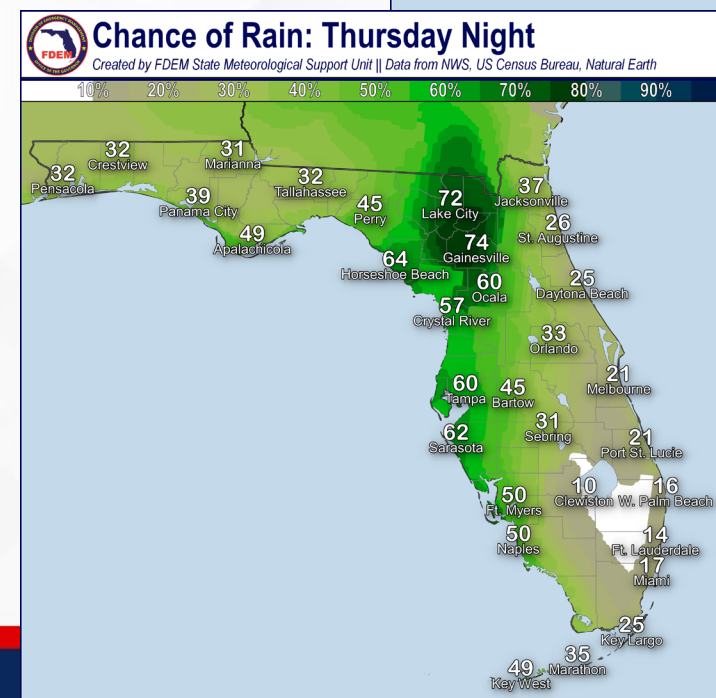 FDEM
Chance of Rain: Thursday Night
Created by FDEM State Meteorological Support Unit || Data from NWS, US Census Bureau, Natural Earth
10% 20% 30% 40% 50% 60% 70% 80% 90%
32
Pensacola
32
Crestview
31
Marianna
39
Panama City
32
Tallahassee
49
Apalachicola
45
Perry
72
Lake City
37
Jacksonville
26
St. Augustine
74
Gainesville
64
Horseshoe Beach
60
Ocala
25
Daytona Beach
57
Crystal River
33
Orlando
21
Melbourne
60
Tampa
45
Bartow
62
Sarasota
31
Sebring
21
Port St. Lucie
10
Clewiston
16
W. Palm Beach
50
Ft. Myers
50
Naples
14
Ft. Lauderdale
17
Miami
25
Key Largo
35
Marathon
49
Key West